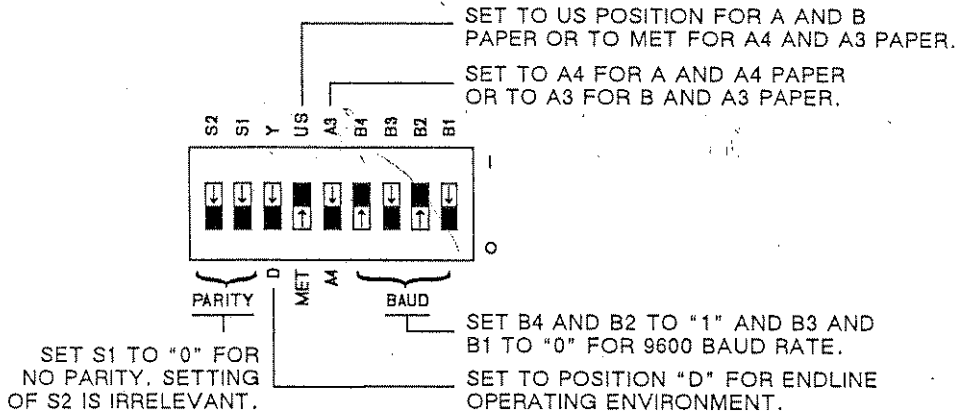 SET TO US POSITION FOR A AND B
PAPER OR TO MET FOR A4 AND A3 PAPER.
SET TO A4 FOR A AND A4 PAPER
OR TO A3 FOR B AND A3 PAPER.
S2 S1 Y US A3 B4 B3 B2 B1
1
0
D MET A4
PARITY BAUD
SET B4 AND B2 TO "1" AND B3 AND
B1 TO "0" FOR 9600 BAUD RATE.
SET S1 TO "0" FOR
NO PARITY. SETTING
OF S2 IS IRRELEVANT.
SET TO POSITION "D" FOR ENDLINE
OPERATING ENVIRONMENT.